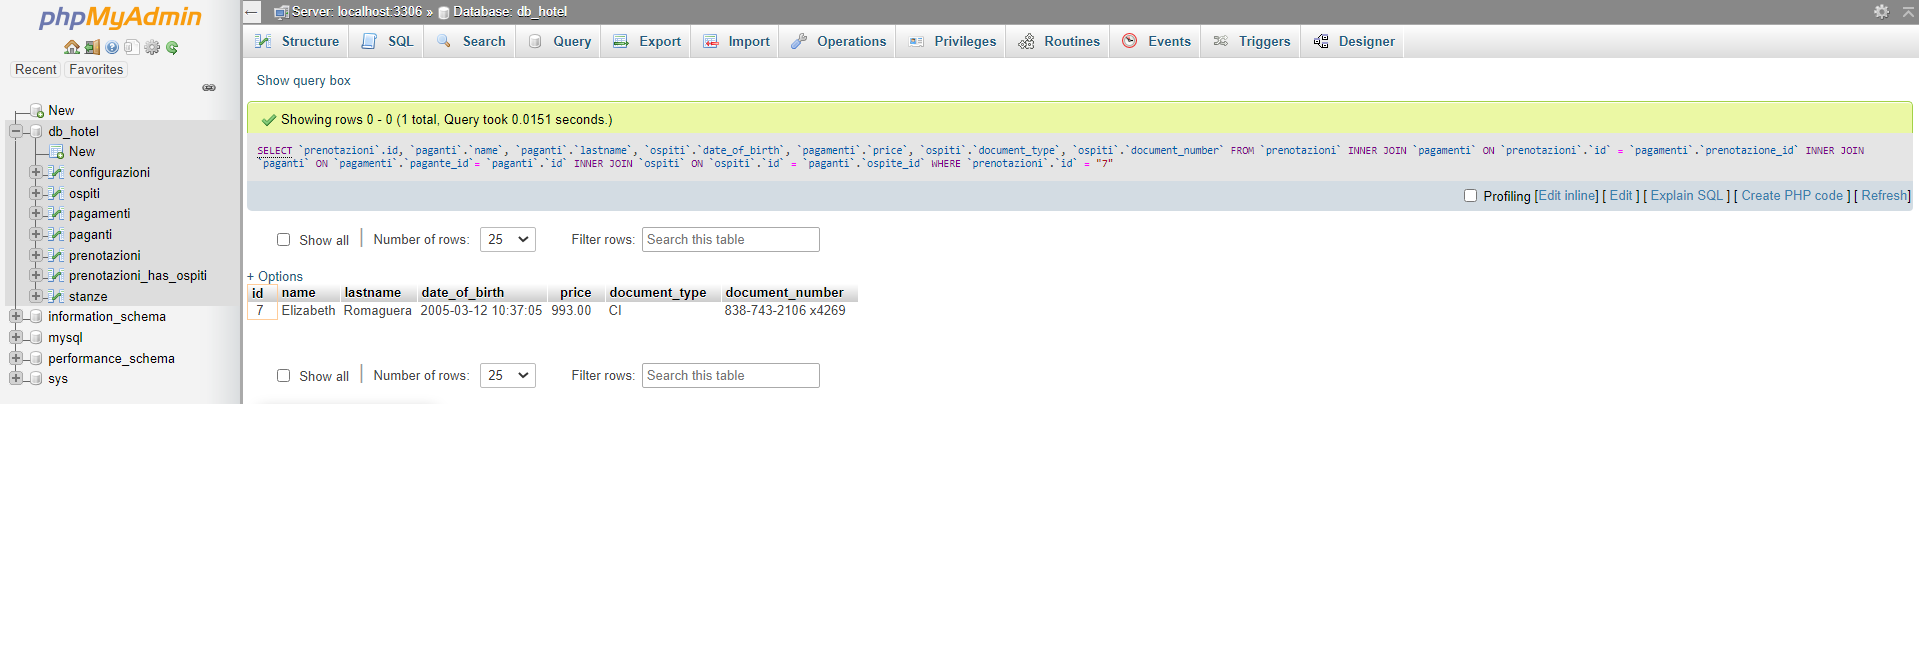 phpMyAdmin
Recent Favorites
New
db_hotel
New
configurazioni
ospiti
pagamenti
paganti
prenotazioni
prenotazioni_has_ospiti
stanze
information_schema
mysql
performance_schema
sys
Server: localhost:3306 » Database: db_hotel
Structure SQL Search Query Export Import Operations Privileges Routines Events Triggers Designer
Show query box
Showing rows 0 - 0 (1 total, Query took 0.0151 seconds.)
SELECT `prenotazioni`.id, `paganti`.`name`, `paganti`.`lastname`, `ospiti`.`date_of_birth`, `pagamenti`.`price`, `ospiti`.`document_type`, `ospiti`.`document_number` FROM `prenotazioni` INNER JOIN `pagamenti` ON `prenotazioni`.`id` = `pagamenti`.`prenotazione_id` INNER JOIN
`paganti` ON `pagamenti`.`pagante_id`= `paganti`.`id` INNER JOIN `ospiti` ON `ospiti`.`id` = `paganti`.`ospite_id` WHERE `prenotazioni`.`id` = "7"
Profiling [Edit inline] [ Edit ] [ Explain SQL ] [ Create PHP code ] [ Refresh]
Show all | Number of rows: 25 Filter rows: Search this table
+ Options
id name lastname date_of_birth price document_type document_number
7 Elizabeth Romaguera 2005-03-12 10:37:05 993.00 CI 838-743-2106 x4269
Show all | Number of rows: 25 Filter rows: Search this table